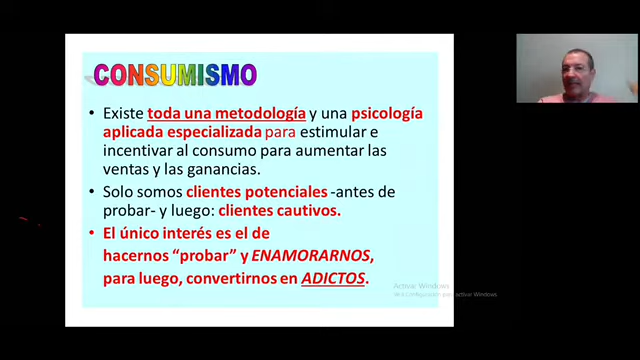 CONSUMISMO
• Existe toda una metodología y una psicología
aplicada especializada para estimular e
incentivar al consumo para aumentar las
ventas y las ganancias.
• Solo somos clientes potenciales -antes de
probar- y luego: clientes cautivos.
• El único interés es el de
hacernos “probar” y ENAMORARNOS,
para luego, convertirnos en ADICTOS.
Activar Windows
activar Windows